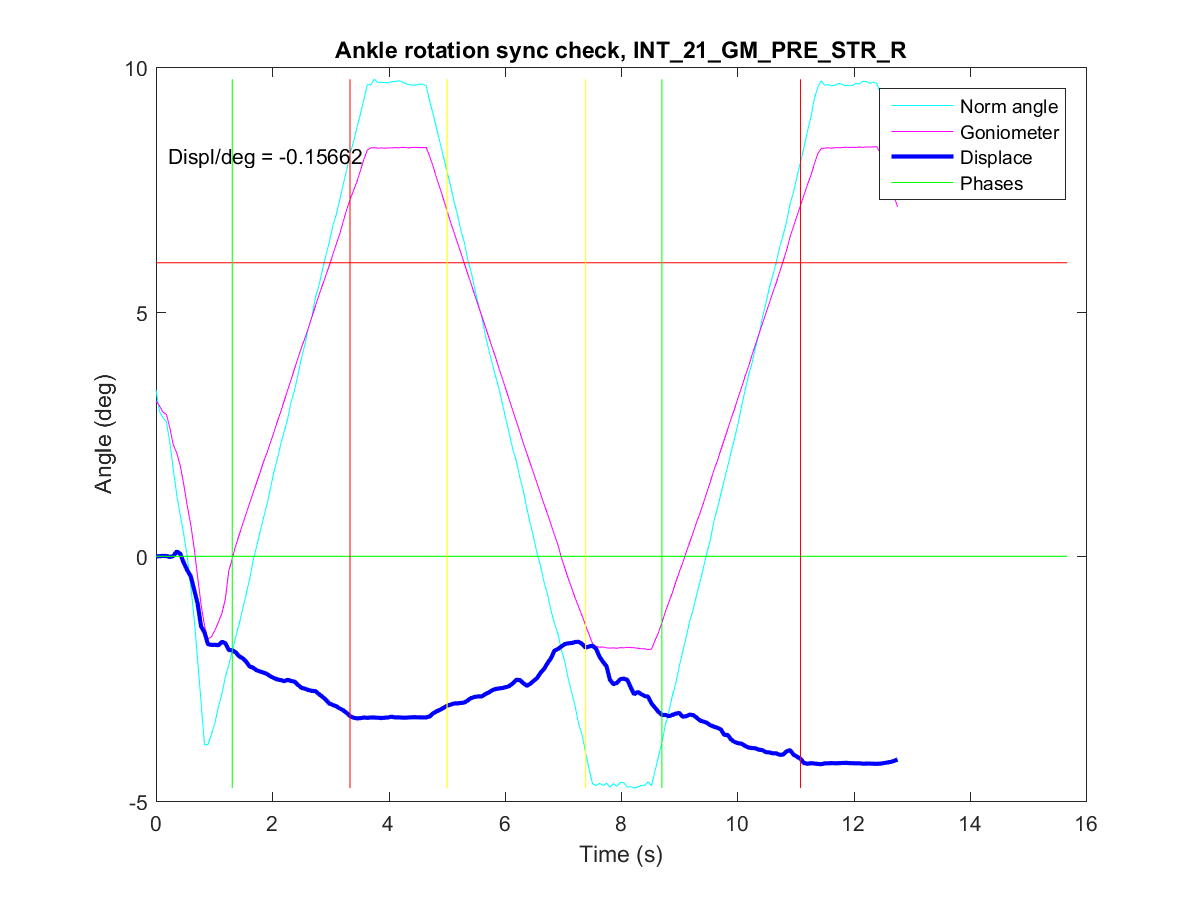 Ankle rotation sync check, INT_21_GM_PRE_STR_R
10
5
0
-5
Angle (deg)
Displ/deg = -0.15662
Norm angle
Goniometer
Displace
Phases
0 2 4 6 8 10 12 14 16
Time (s)